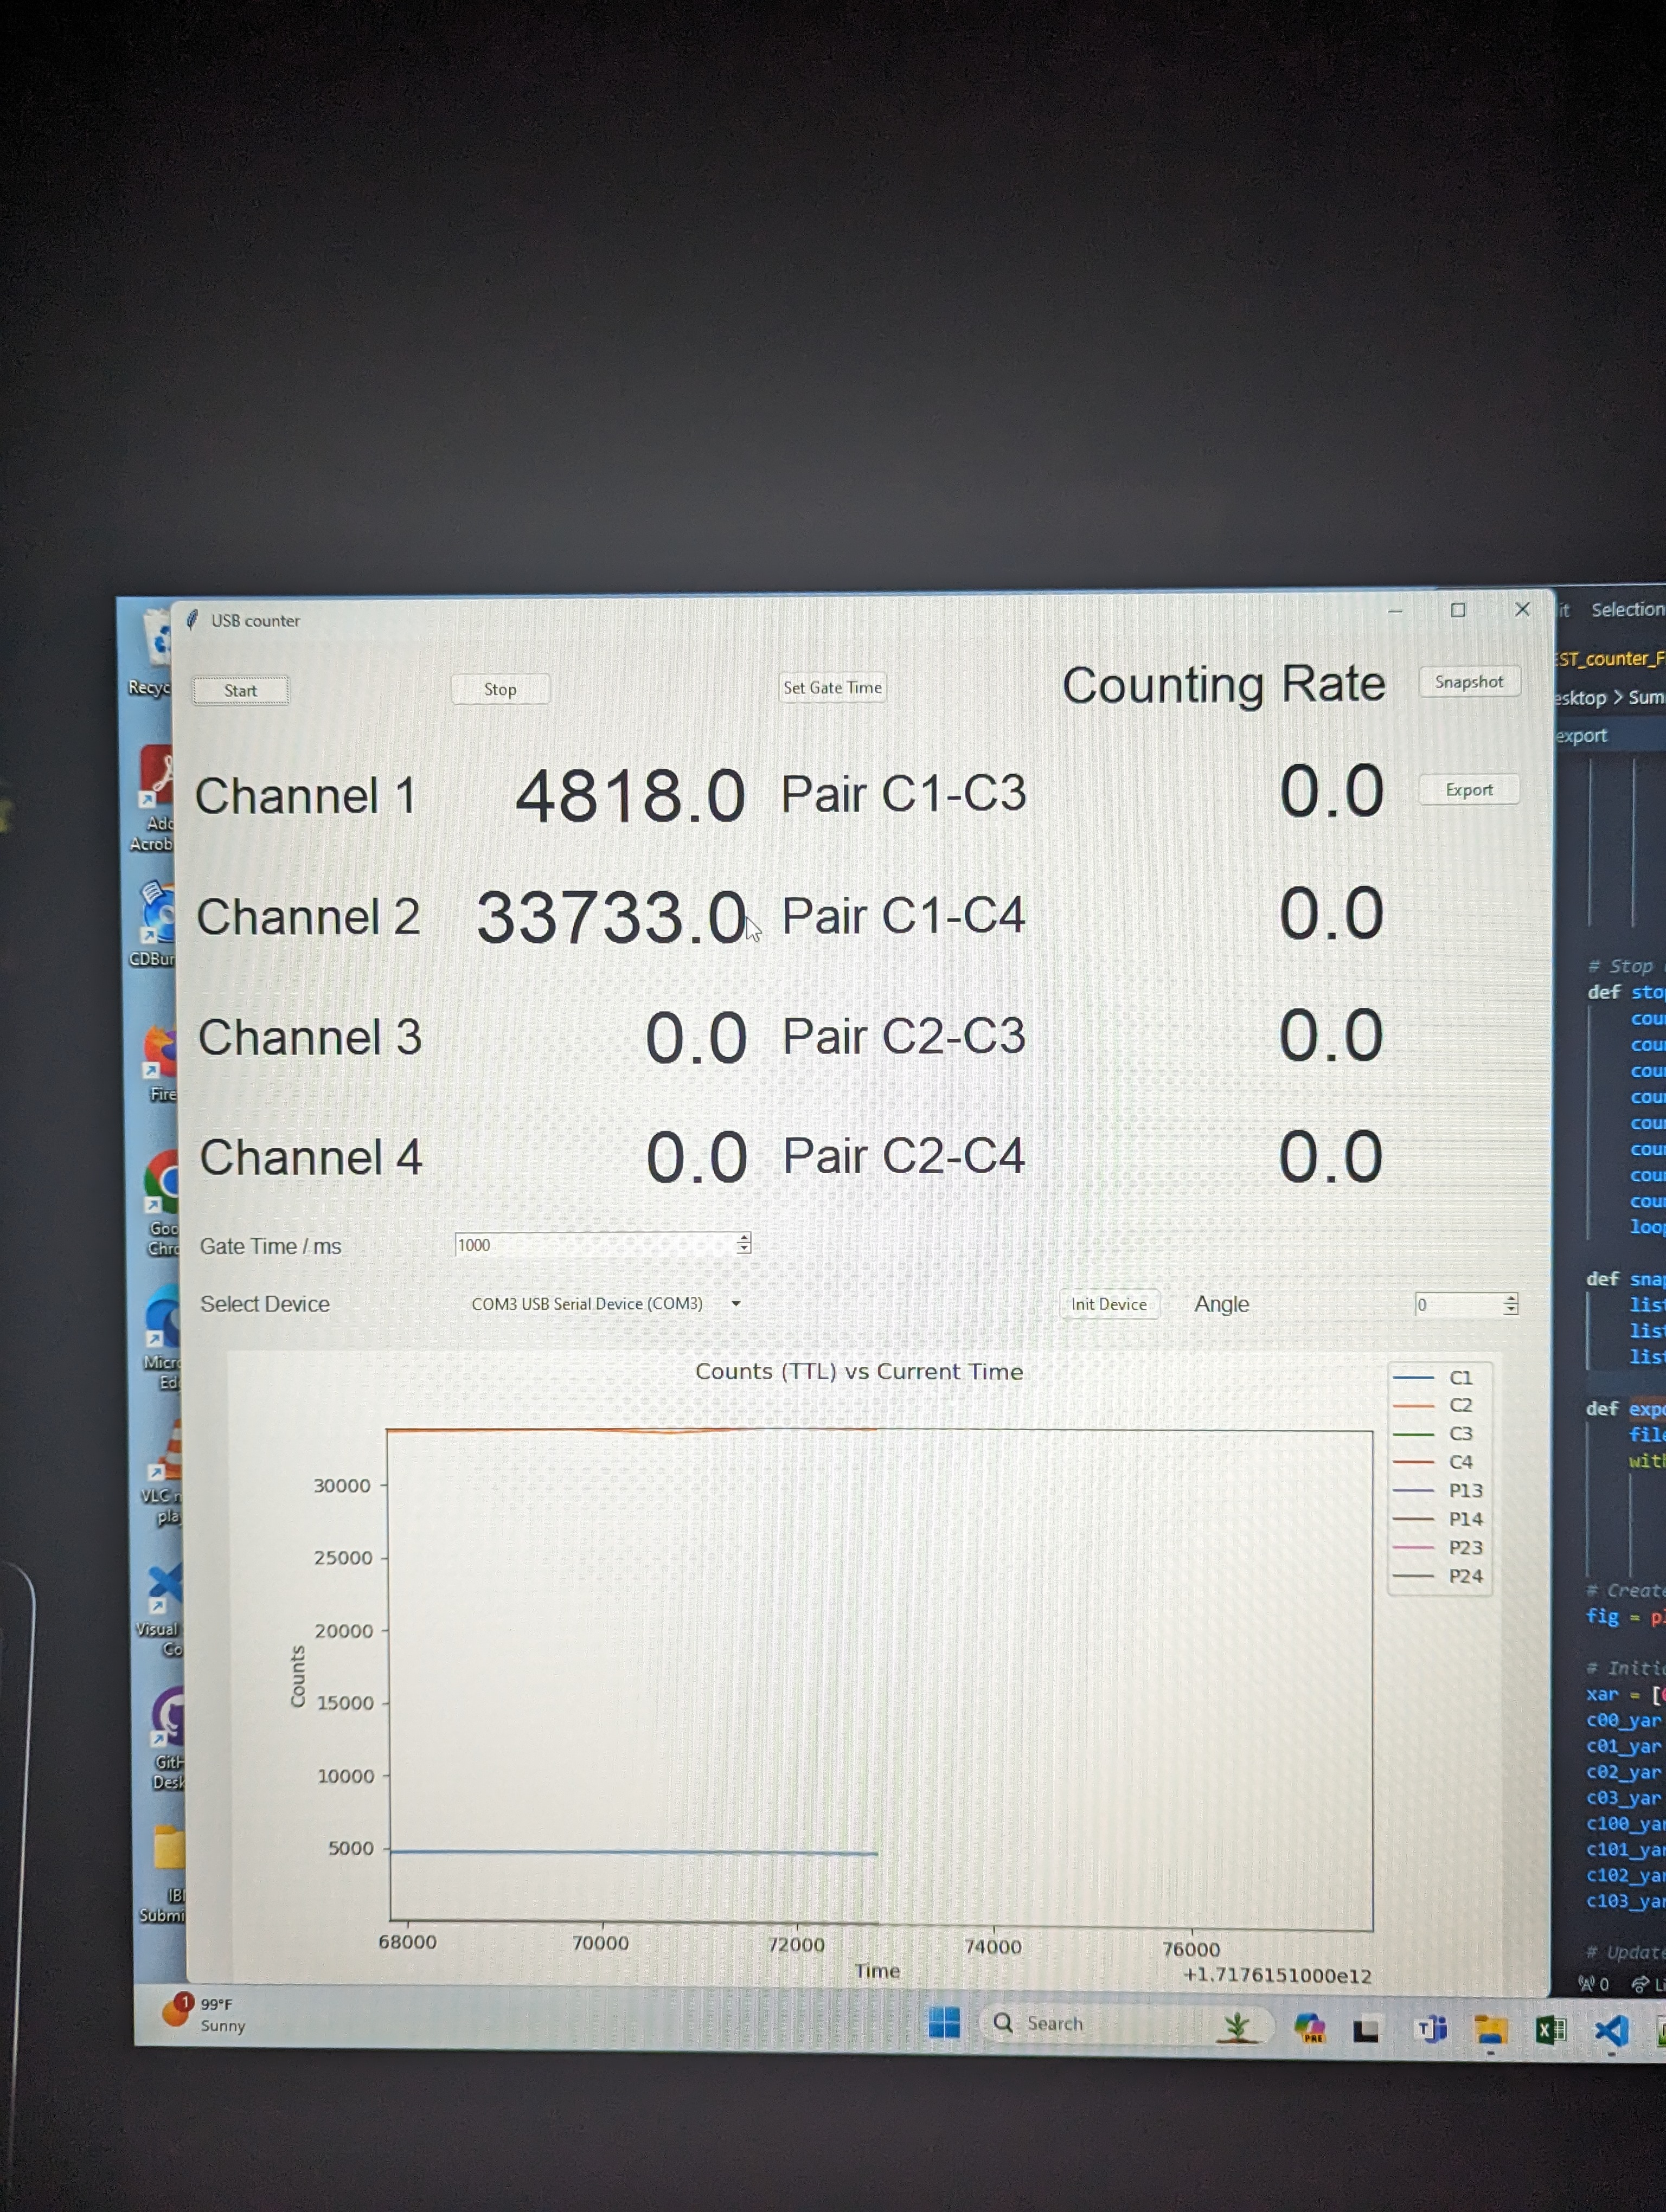 USB counter
Start
Stop
Set Gate Time
Counting Rate
Snapshot
Channel 1
4818.0
Pair C1-C3
0.0
Export
Channel 2
33733.0
Pair C1-C4
0.0
Channel 3
0.0
Pair C2-C3
0.0
Channel 4
0.0
Pair C2-C4
0.0
Gate Time / ms
1000
Select Device
COM3 USB Serial Device (COM3)
Init Device
Angle
0
Counts (TTL) vs Current Time
C1
C2
C3
C4
P13
P14
P23
P24
Counts
30000
25000
20000
15000
10000
5000
68000
70000
72000
74000
76000
Time
+1.7176151000e12
Recyc
Acrob
CDBur
Fire
Goo
Chro
Micro
Ed
VLC
pla
Visual
Co
GitH
Desk
IBI
Submi
it Selection
ST_counter_F
esktop > Sum
export
# Stop
def sto
cou
cou
cou
cou
cou
cou
cou
cou
loo
def sna
lis
lis
lis
def exp
fil
wit
# Create
fig = p
# Initi
xar = [
c00_yar
c01_yar
c02_yar
c03_yar
c100_ya
c101_ya
c102_ya
c103_ya
# Update
0
Li
1
99°F
Sunny
Search
PRE